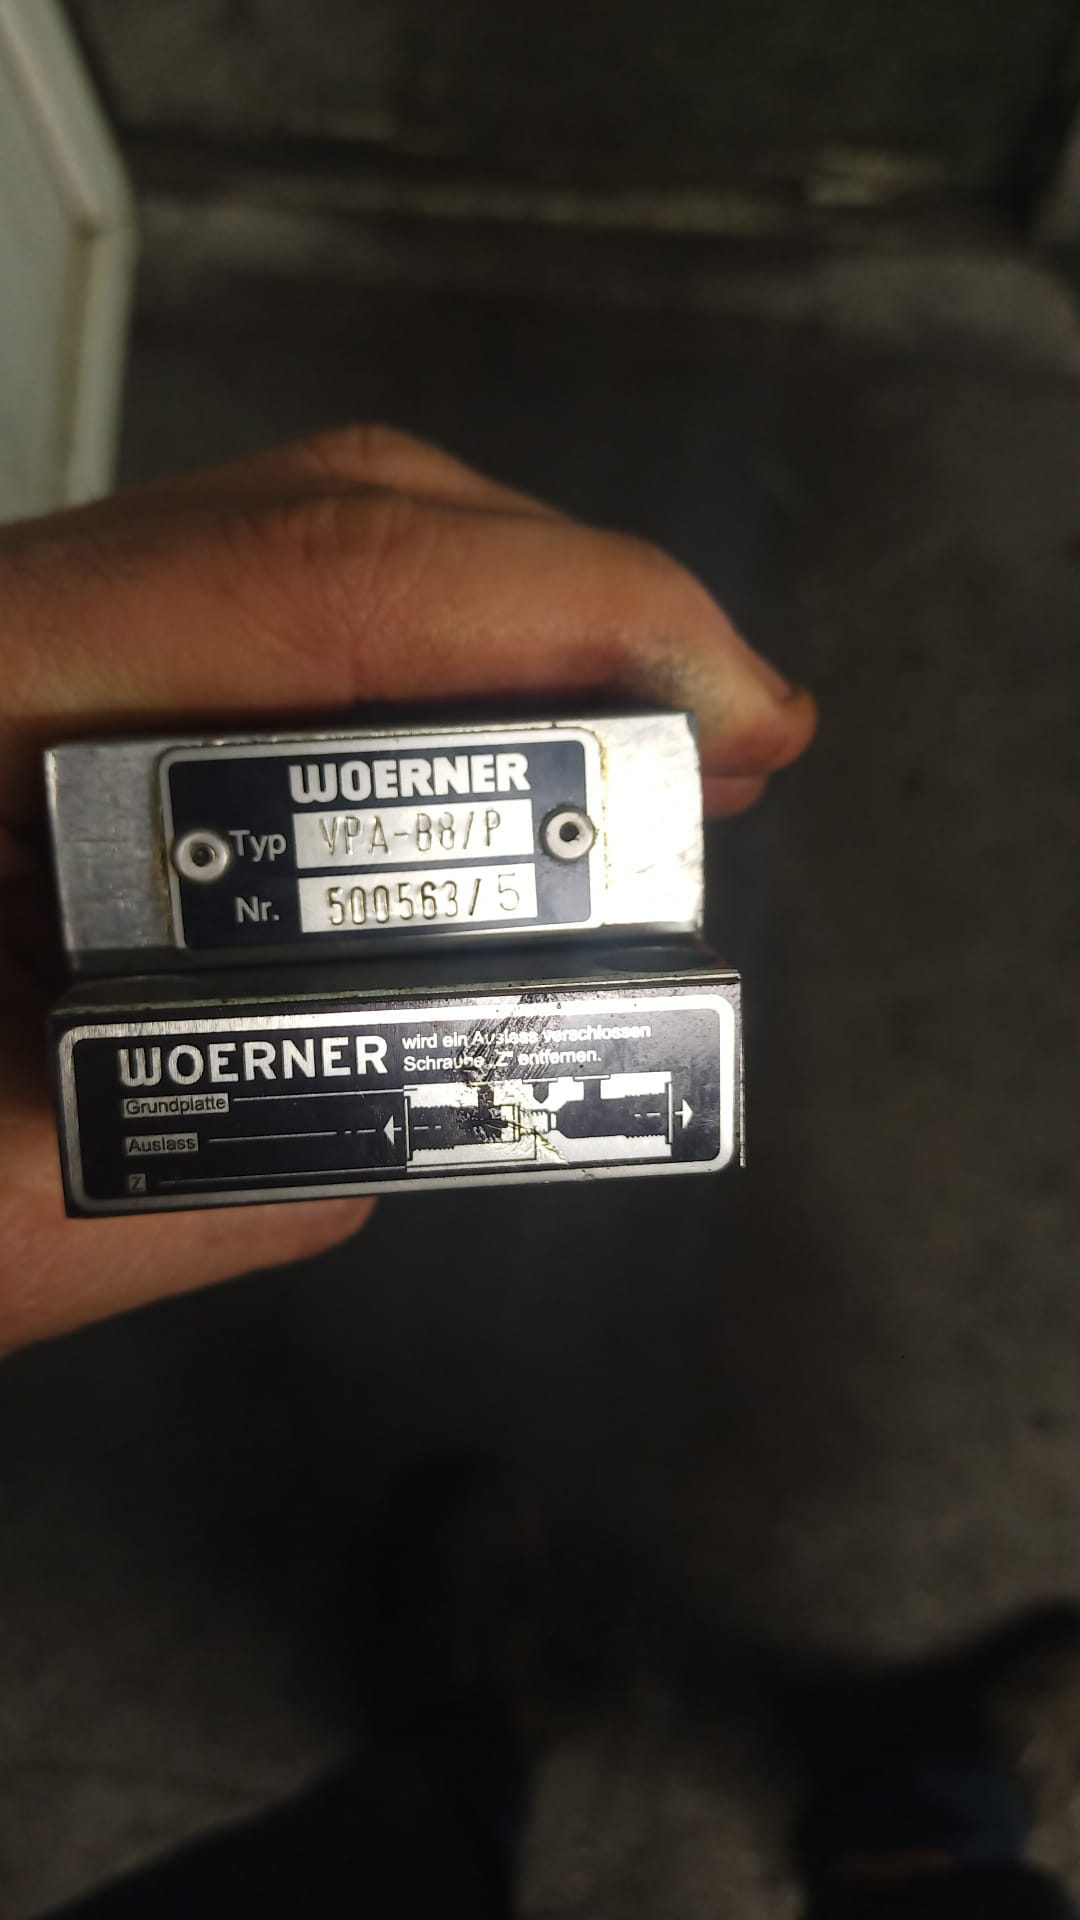 WOERNER
Typ VPA-B8/P
Nr. 500563/5
WOERNER
wird ein Auslass verschlossen
Schraube "Z" entfernen.
Grundplatte
Auslass
Z